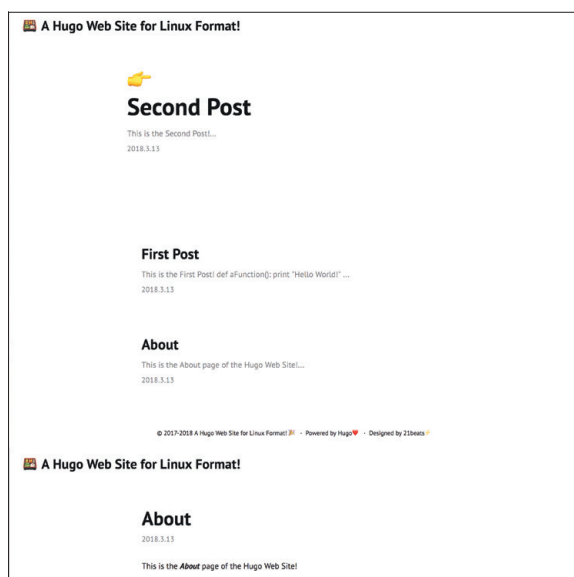 🍱 A Hugo Web Site for Linux Format!
👉
Second Post
This is the Second Post!...
2018.3.13
First Post
This is the First Post! def aFunction(): print "Hello World!" ...
2018.3.13
About
This is the About page of the Hugo Web Site!...
2018.3.13
© 2017-2018 A Hugo Web Site for Linux Format!🎉 · Powered by Hugo❤️ · Designed by 21beats⚡
🍱 A Hugo Web Site for Linux Format!
About
2018.3.13
This is the About page of the Hugo Web Site!